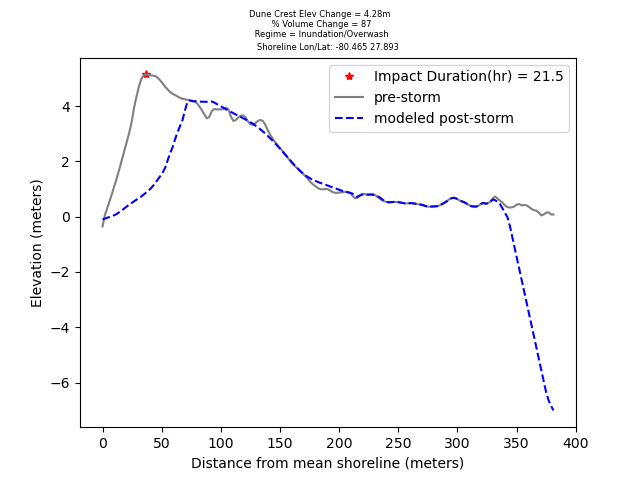 Dune Crest Elev Change = 4.28m
% Volume Change = 87
Regime = Inundation/Overwash
Shoreline Lon/Lat: -80.465 27.893
Impact Duration(hr) = 21.5
pre-storm
modeled post-storm
4
2
0
−2
−4
−6
Elevation (meters)
0 50 100 150 200 250 300 350 400
Distance from mean shoreline (meters)